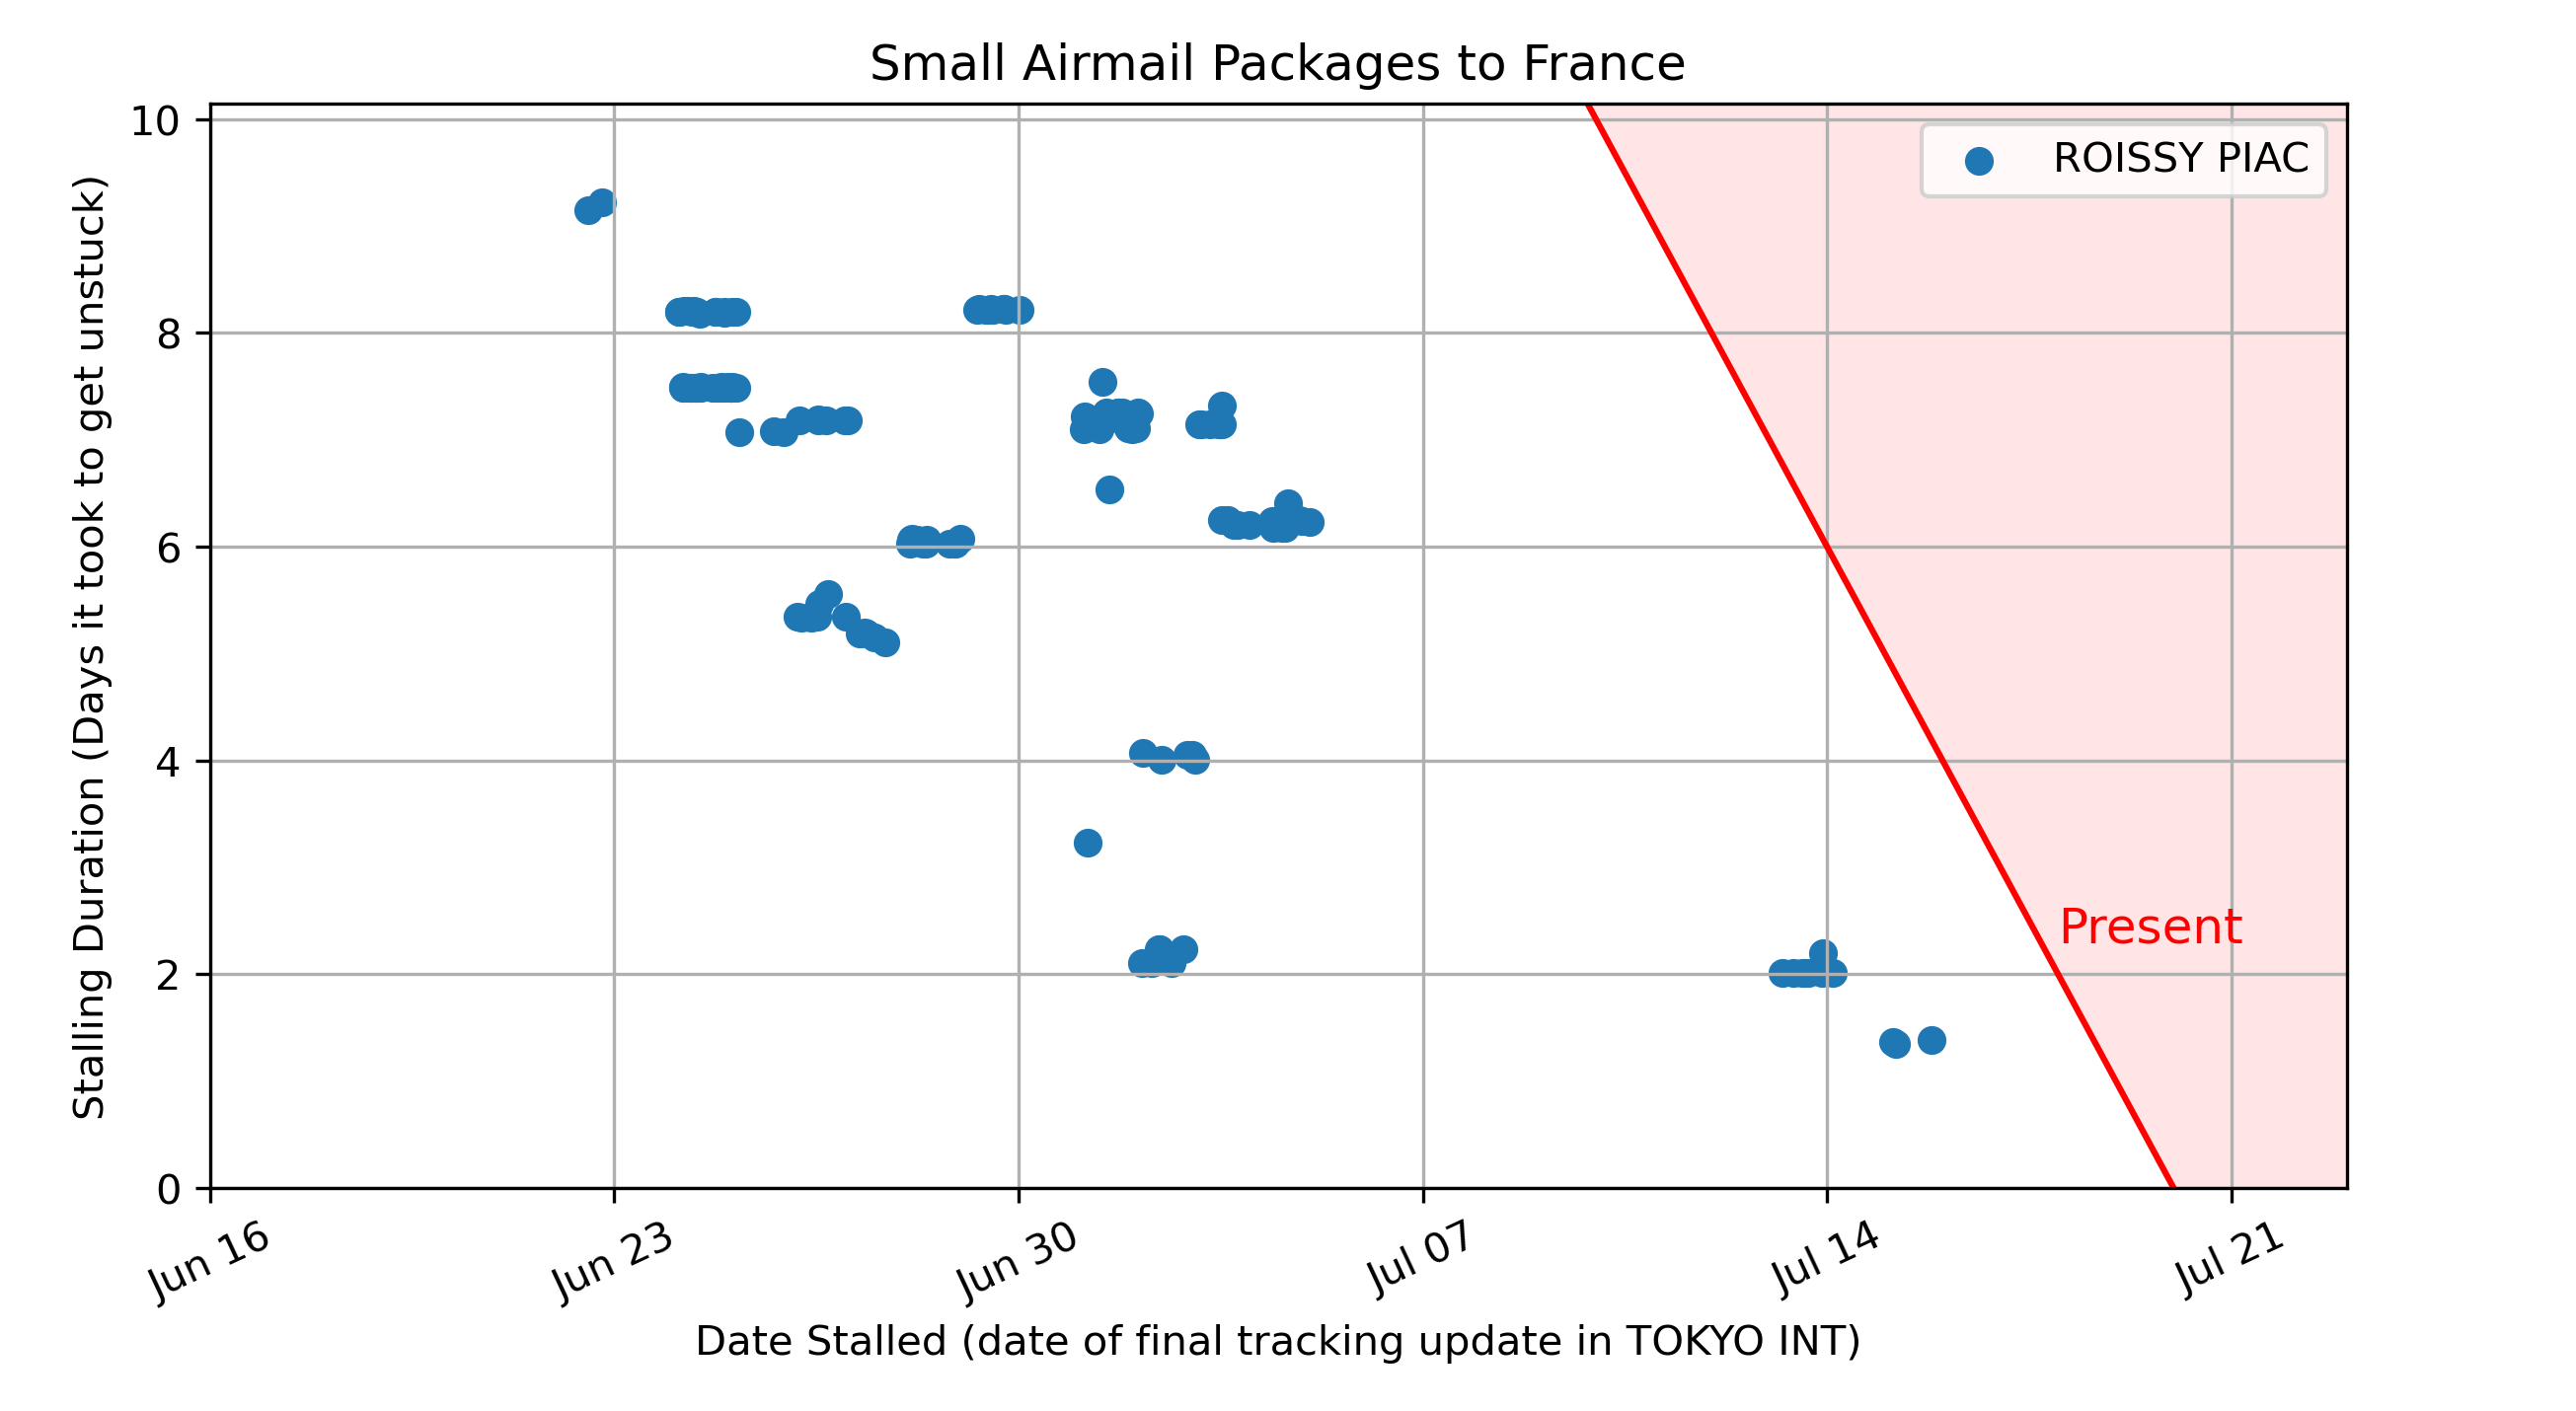 Small Airmail Packages to France
Stalling Duration (Days it took to get unstuck)
10
8
6
4
2
0
ROISSY PIAC
Present
Jun 16
Jun 23
Jun 30
Jul 07
Jul 14
Jul 21
Date Stalled (date of final tracking update in TOKYO INT)